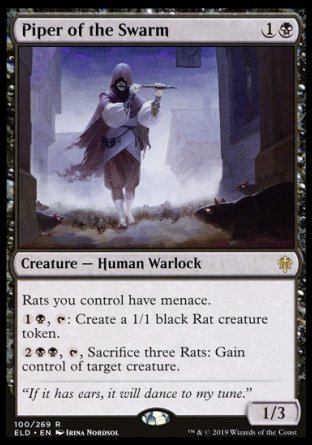 Piper of the Swarm 1
Creature — Human Warlock
Rats you control have menace.
1, : Create a 1/1 black Rat creature
token.
2, , Sacrifice three Rats: Gain
control of target creature.
"If it has ears, it will dance to my tune."
1/3
100/269 R
ELD • EN Irina Nordsol
™ & © 2019 Wizards of the Coast